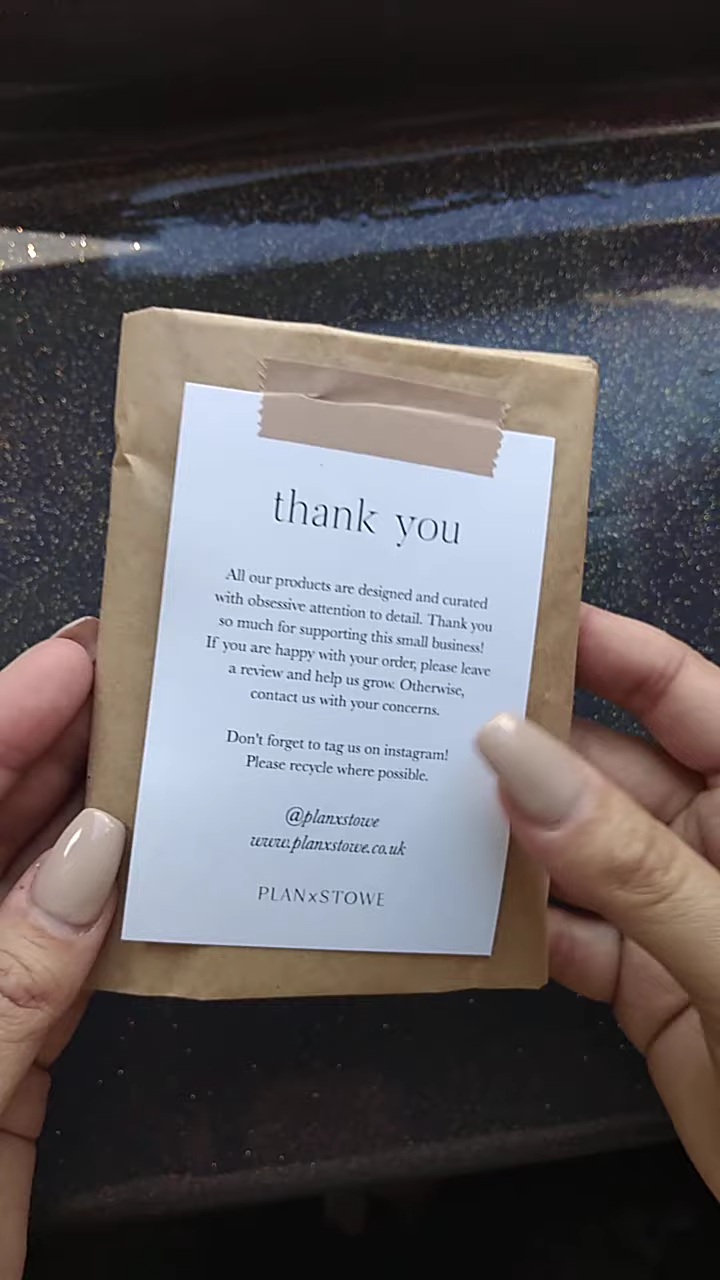 thank you
All our products are designed and curated
with obsessive attention to detail. Thank you
so much for supporting this small business!
If you are happy with your order, please leave
a review and help us grow. Otherwise,
contact us with your concerns.
Don't forget to tag us on instagram!
Please recycle where possible.
@planxstowe
www.planxstowe.co.uk
PLANxSTOWE